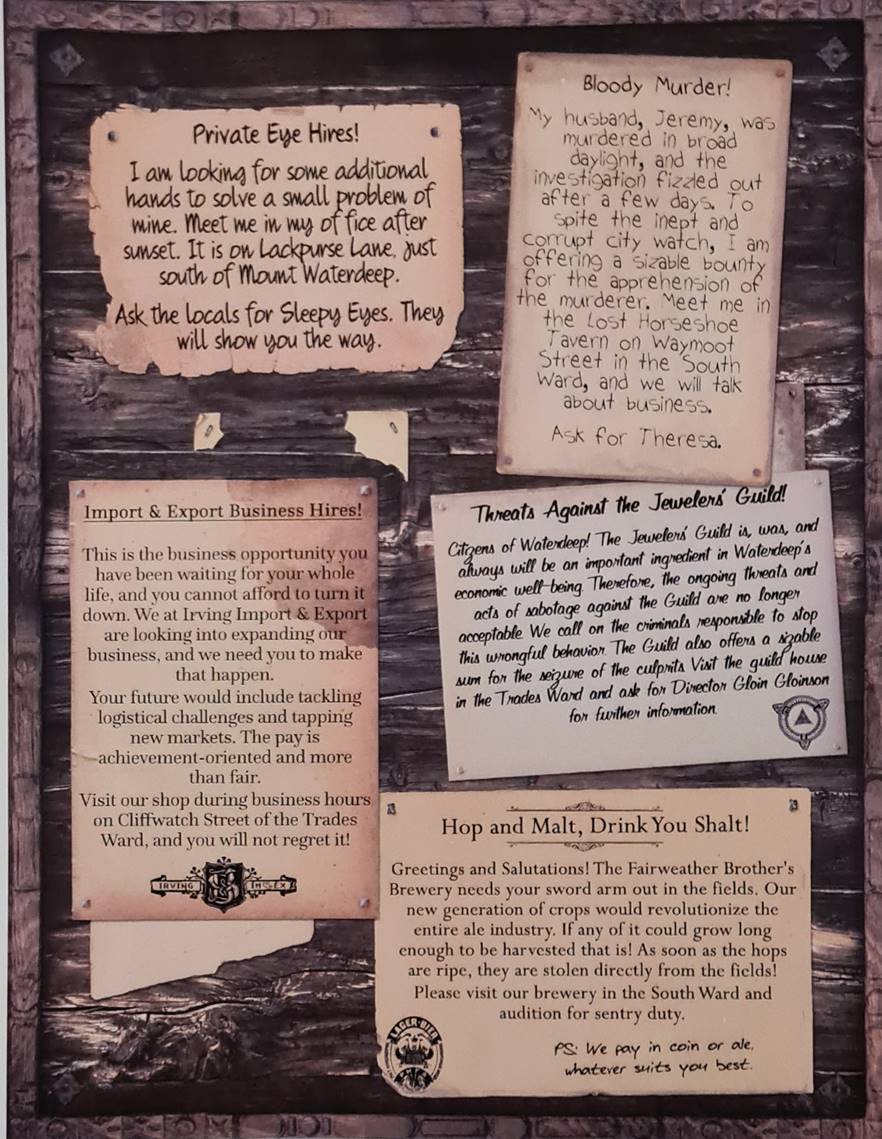 Private Eye Hires!
I am looking for some additional
hands to solve a small problem of
mine. Meet me in my office after
sunset. It is on Lackpurse Lane, just
south of Mount Waterdeep.
Ask the locals for Sleepy Eyes. They
will show you the way.
Bloody Murder!
My husband, Jeremy, was
murdered in broad
daylight, and the
investigation fizzled out
after a few days. To
spite the inept and
corrupt city watch, I am
offering a sizable bounty
for the apprehension of
the murderer. Meet me in
the Lost Horseshoe
Tavern on Waymoot
Street in the South
Ward, and we will talk
about business.
Ask for Theresa.
Import & Export Business Hires!
This is the business opportunity you
have been waiting for your whole
life, and you cannot afford to turn it
down. We at Irving Import & Export
are looking into expanding our
business, and we need you to make
that happen.
Your future would include tackling
logistical challenges and tapping
new markets. The pay is
achievement-oriented and more
than fair.
Visit our shop during business hours
on Cliffwatch Street of the Trades
Ward, and you will not regret it!
IRVING
Threats Against the Jewelers' Guild!
Citizens of Waterdeep! The Jewelers' Guild is, was, and
always will be an important ingredient in Waterdeep's
economic well-being. Therefore, the ongoing threats and
acts of sabotage against the Guild are no longer
acceptable. We call on the criminals responsible to stop
this wrongful behavior. The Guild also offers a sizable
sum for the seizure of the culprits. Visit the guild house
in the Trades Ward and ask for Director Gloin Gloinson
for further information.
Hop and Malt, Drink You Shalt!
Greetings and Salutations! The Fairweather Brother's
Brewery needs your sword arm out in the fields. Our
new generation of crops would revolutionize the
entire ale industry. If any of it could grow long
enough to be harvested that is! As soon as the hops
are ripe, they are stolen directly from the fields!
Please visit our brewery in the South Ward and
audition for sentry duty.
PS: We pay in coin or ale,
whatever suits you best.
LAGER-BIER